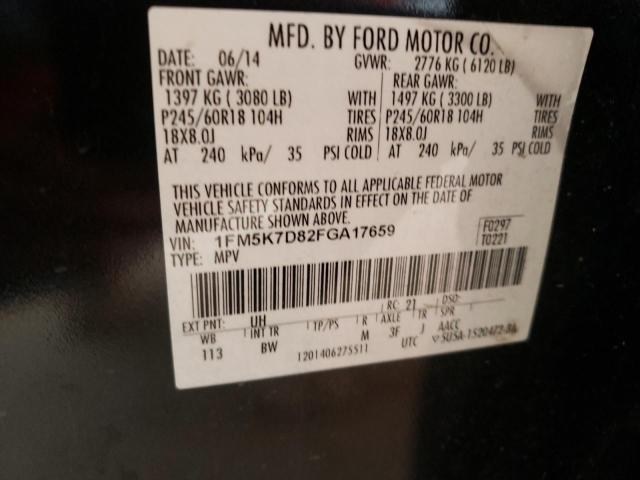 MFD. BY FORD MOTOR CO.
DATE: 06/14 GVWR: 2776 KG ( 6120 LB)
FRONT GAWR: REAR GAWR:
1397 KG ( 3080 LB) WITH 1497 KG ( 3300 LB) WITH
P245/60R18 104H TIRES P245/60R18 104H TIRES
18X8.0J RIMS 18X8.0J RIMS
AT 240 kPa/ 35 PSI COLD AT 240 kPa/ 35 PSI COLD
THIS VEHICLE CONFORMS TO ALL APPLICABLE FEDERAL MOTOR
VEHICLE SAFETY STANDARDS IN EFFECT ON THE DATE OF
MANUFACTURE SHOWN ABOVE.
VIN: 1FM5K7D82FGA17659 F0297
TYPE: MPV T0221
EXT PNT: UH RC: 21 DSO:
WB INT TR TP/PS R AXLE TR SPR
113 BW M 3F J AACC
1201406275511 UTC